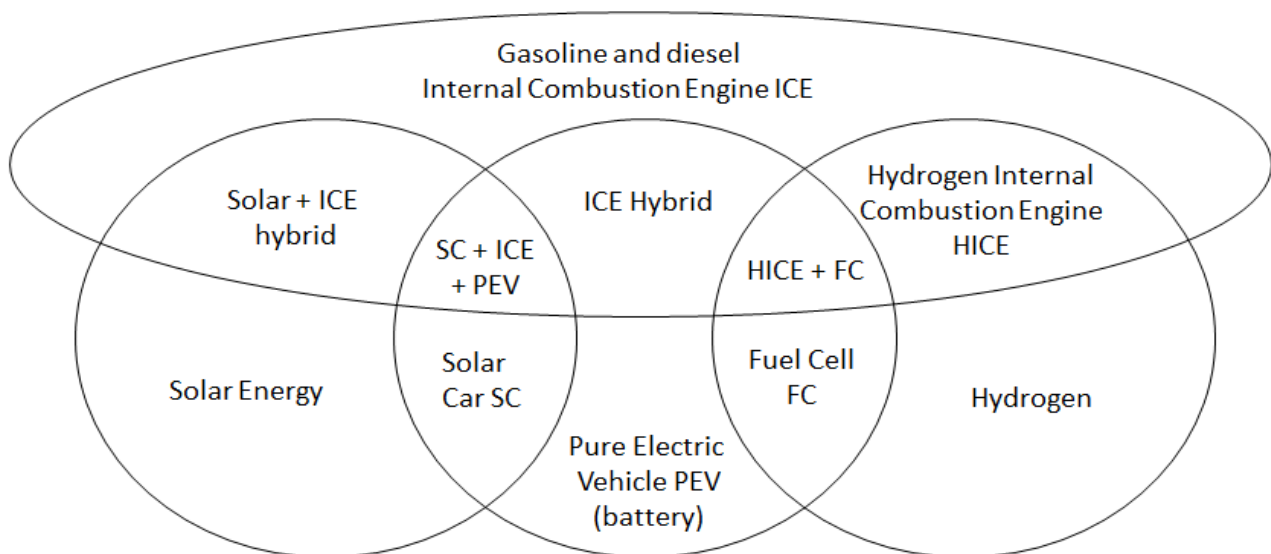 Gasoline and diesel
Internal Combustion Engine ICE
Solar + ICE
hybrid
ICE Hybrid
Hydrogen Internal
Combustion Engine
HICE
SC + ICE
+ PEV
HICE + FC
Solar Energy
Solar
Car SC
Fuel Cell
FC
Hydrogen
Pure Electric
Vehicle PEV
(battery)